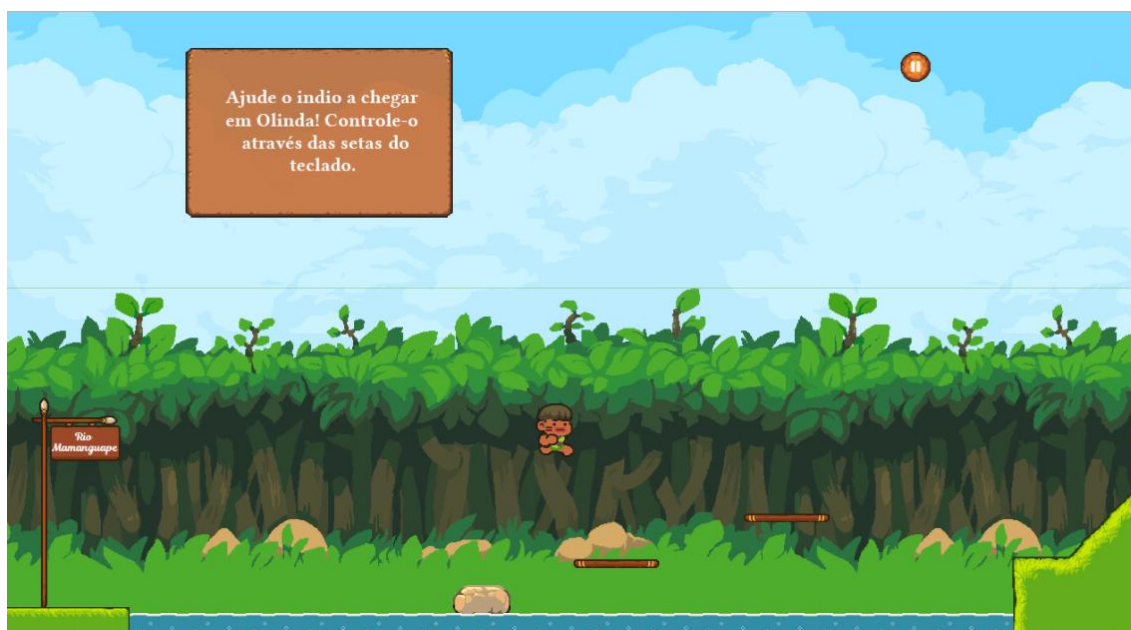 Ajude o indio a chegar
em Olinda! Controle-o
através das setas do
teclado.
Rio
Mamanguape